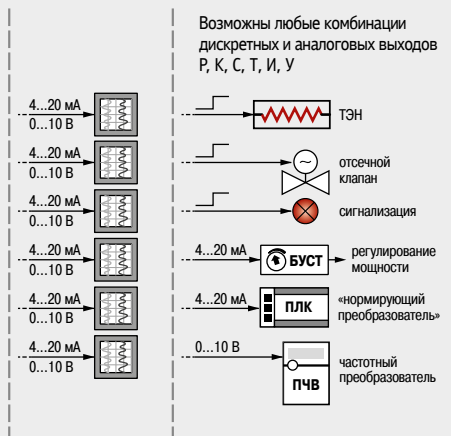 Возможны любые комбинации
дискретных и аналоговых выходов
Р, К, С, Т, И, У
4...20 мА
0...10 В
ТЭН
4...20 мА
0...10 В
~
отсечной
клапан
4...20 мА
0...10 В
сигнализация
4...20 мА
0...10 В
4...20 мА
БУСТ
регулирование
мощности
4...20 мА
0...10 В
4...20 мА
ПЛК
«нормирующий
преобразователь»
4...20 мА
0...10 В
0...10 В
ПЧВ
частотный
преобразователь